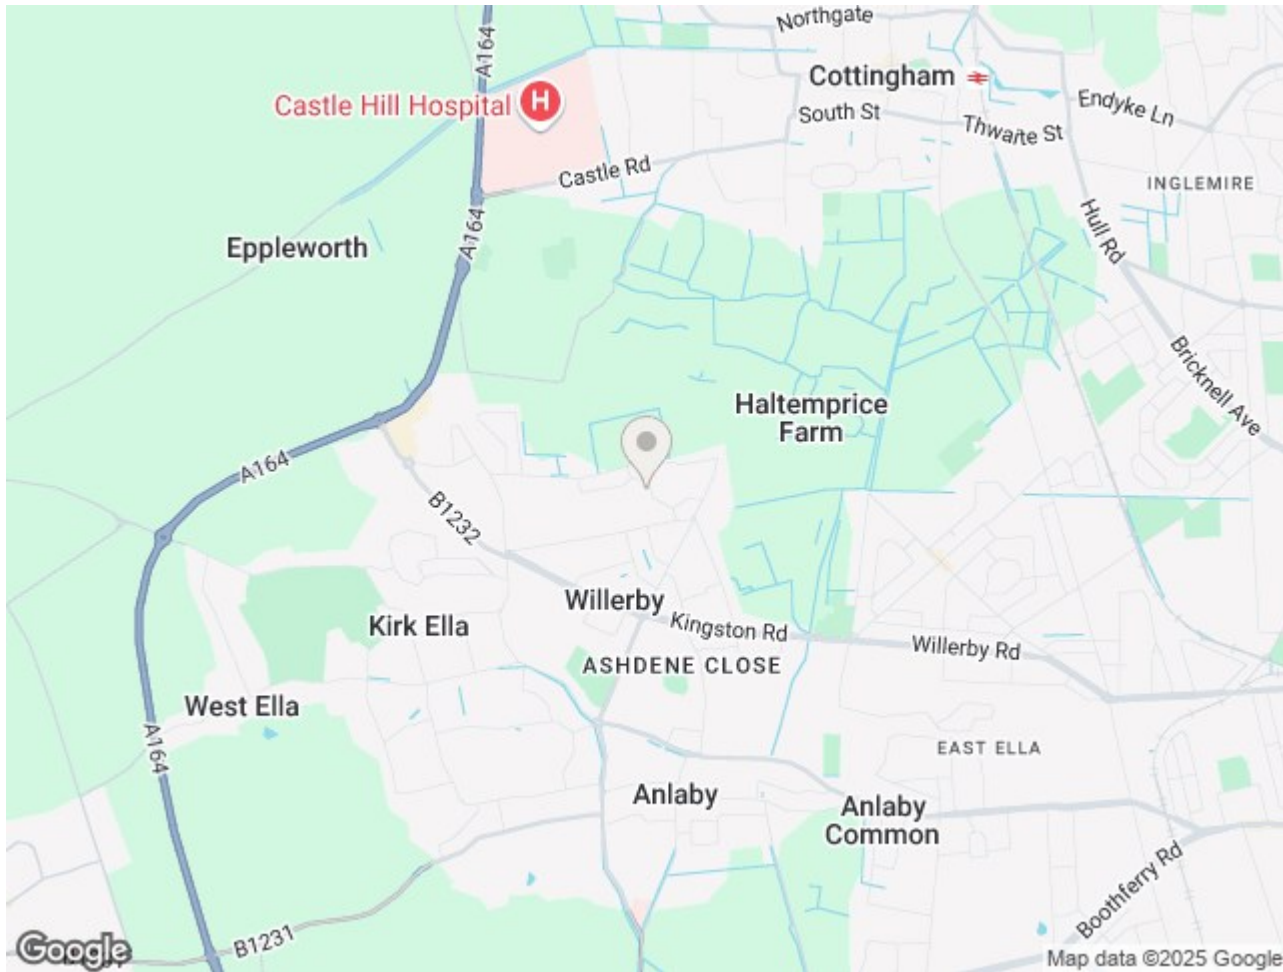 Northgate
A164
Cottingham
Castle Hill Hospital
H
Endyke Ln
South St
Thwaite St
Castle Rd
INGLEMIRE
A164
Hull Rd
Eppleworth
Bricknell Ave
Haltemprice
Farm
A164
B1232
Willerby
Kingston Rd
Kirk Ella
Willerby Rd
ASHDENE CLOSE
West Ella
A164
EAST ELLA
Anlaby
Anlaby
Common
Boothferry Rd
B1231
Google
Map data ©2025 Google